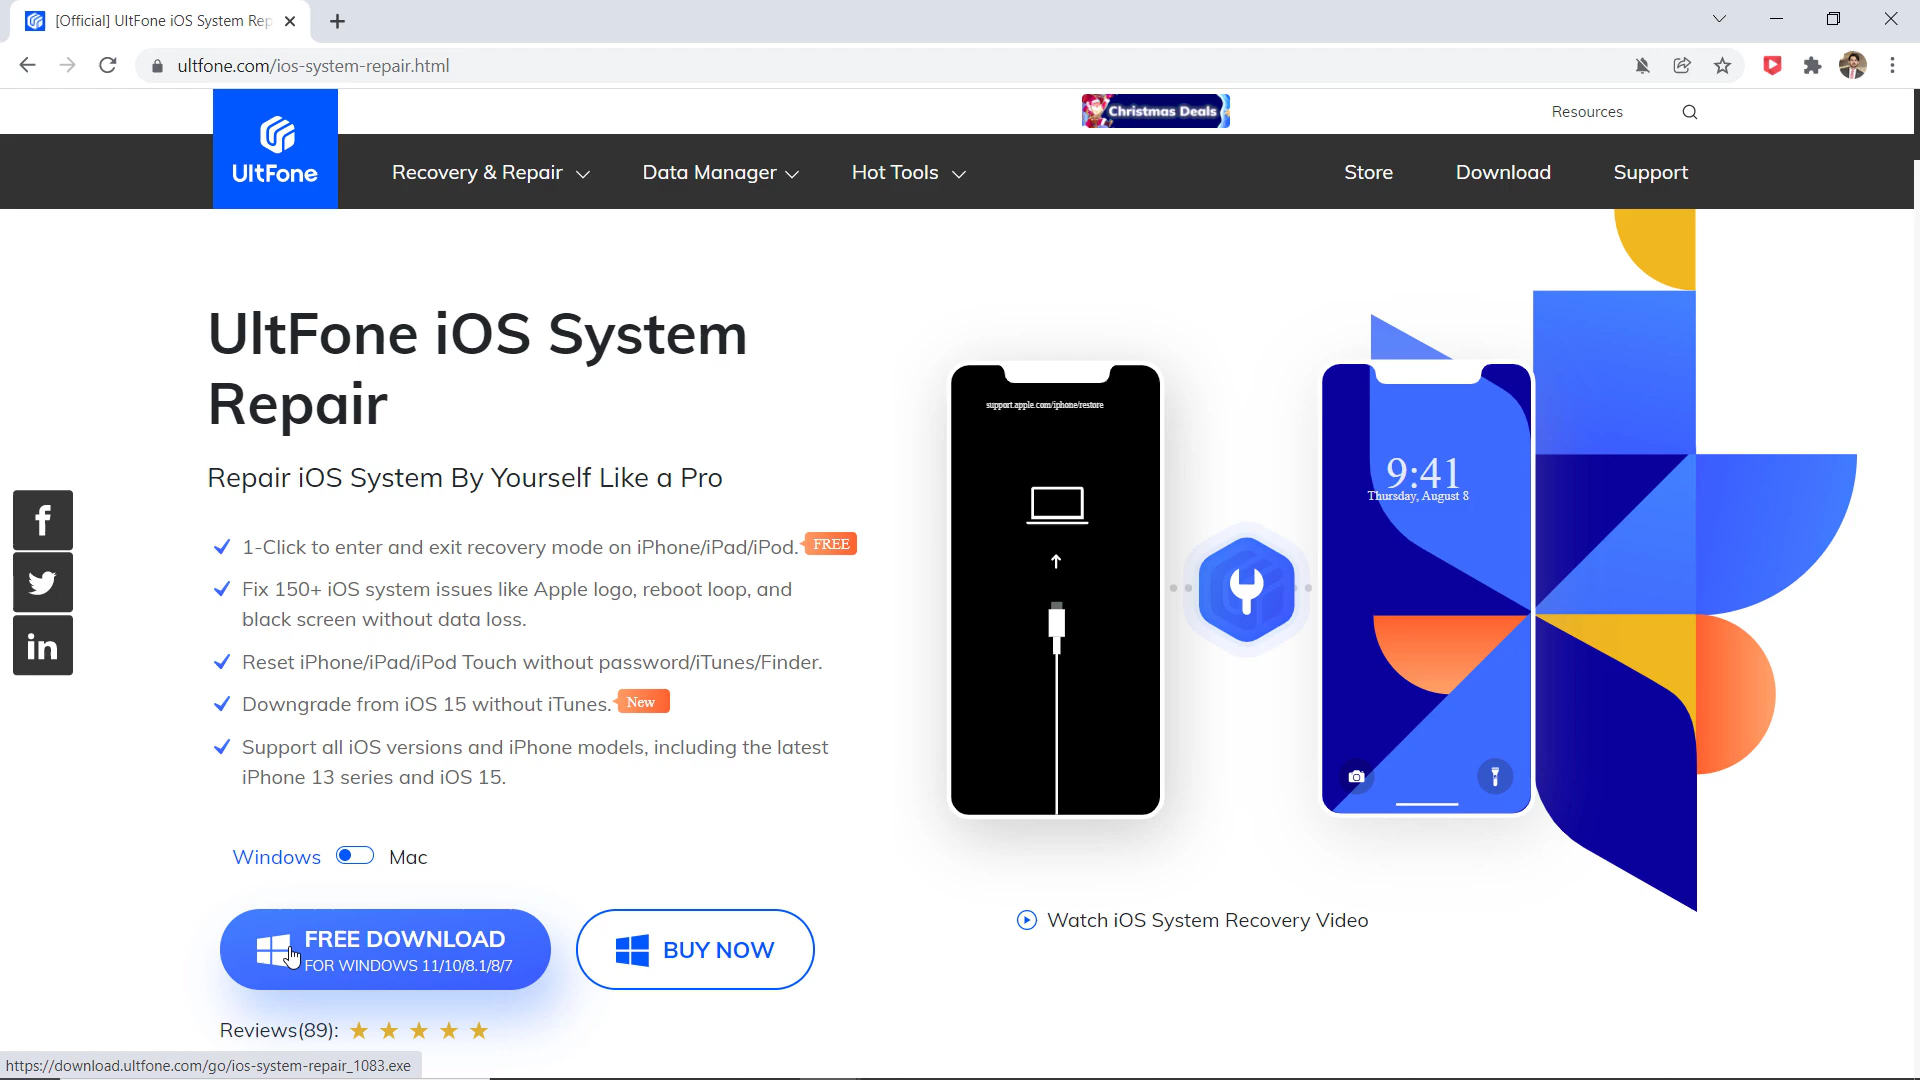 [Official] UltFone iOS System Rep
ultfone.com/ios-system-repair.html
Christmas Deals
Resources
UltFone
Recovery & Repair
Data Manager
Hot Tools
Store
Download
Support
UltFone iOS System
Repair
Repair iOS System By Yourself Like a Pro
1-Click to enter and exit recovery mode on iPhone/iPad/iPod. FREE
Fix 150+ iOS system issues like Apple logo, reboot loop, and
black screen without data loss.
Reset iPhone/iPad/iPod Touch without password/iTunes/Finder.
Downgrade from iOS 15 without iTunes. New
Support all iOS versions and iPhone models, including the latest
iPhone 13 series and iOS 15.
Windows
Mac
FREE DOWNLOAD
FOR WINDOWS 11/10/8.1/8/7
BUY NOW
Reviews(89):
support.apple.com/iphone/restore
9:41
Thursday, August 8
Watch iOS System Recovery Video
f
in
https://download.ultfone.com/go/ios-system-repair_1083.exe